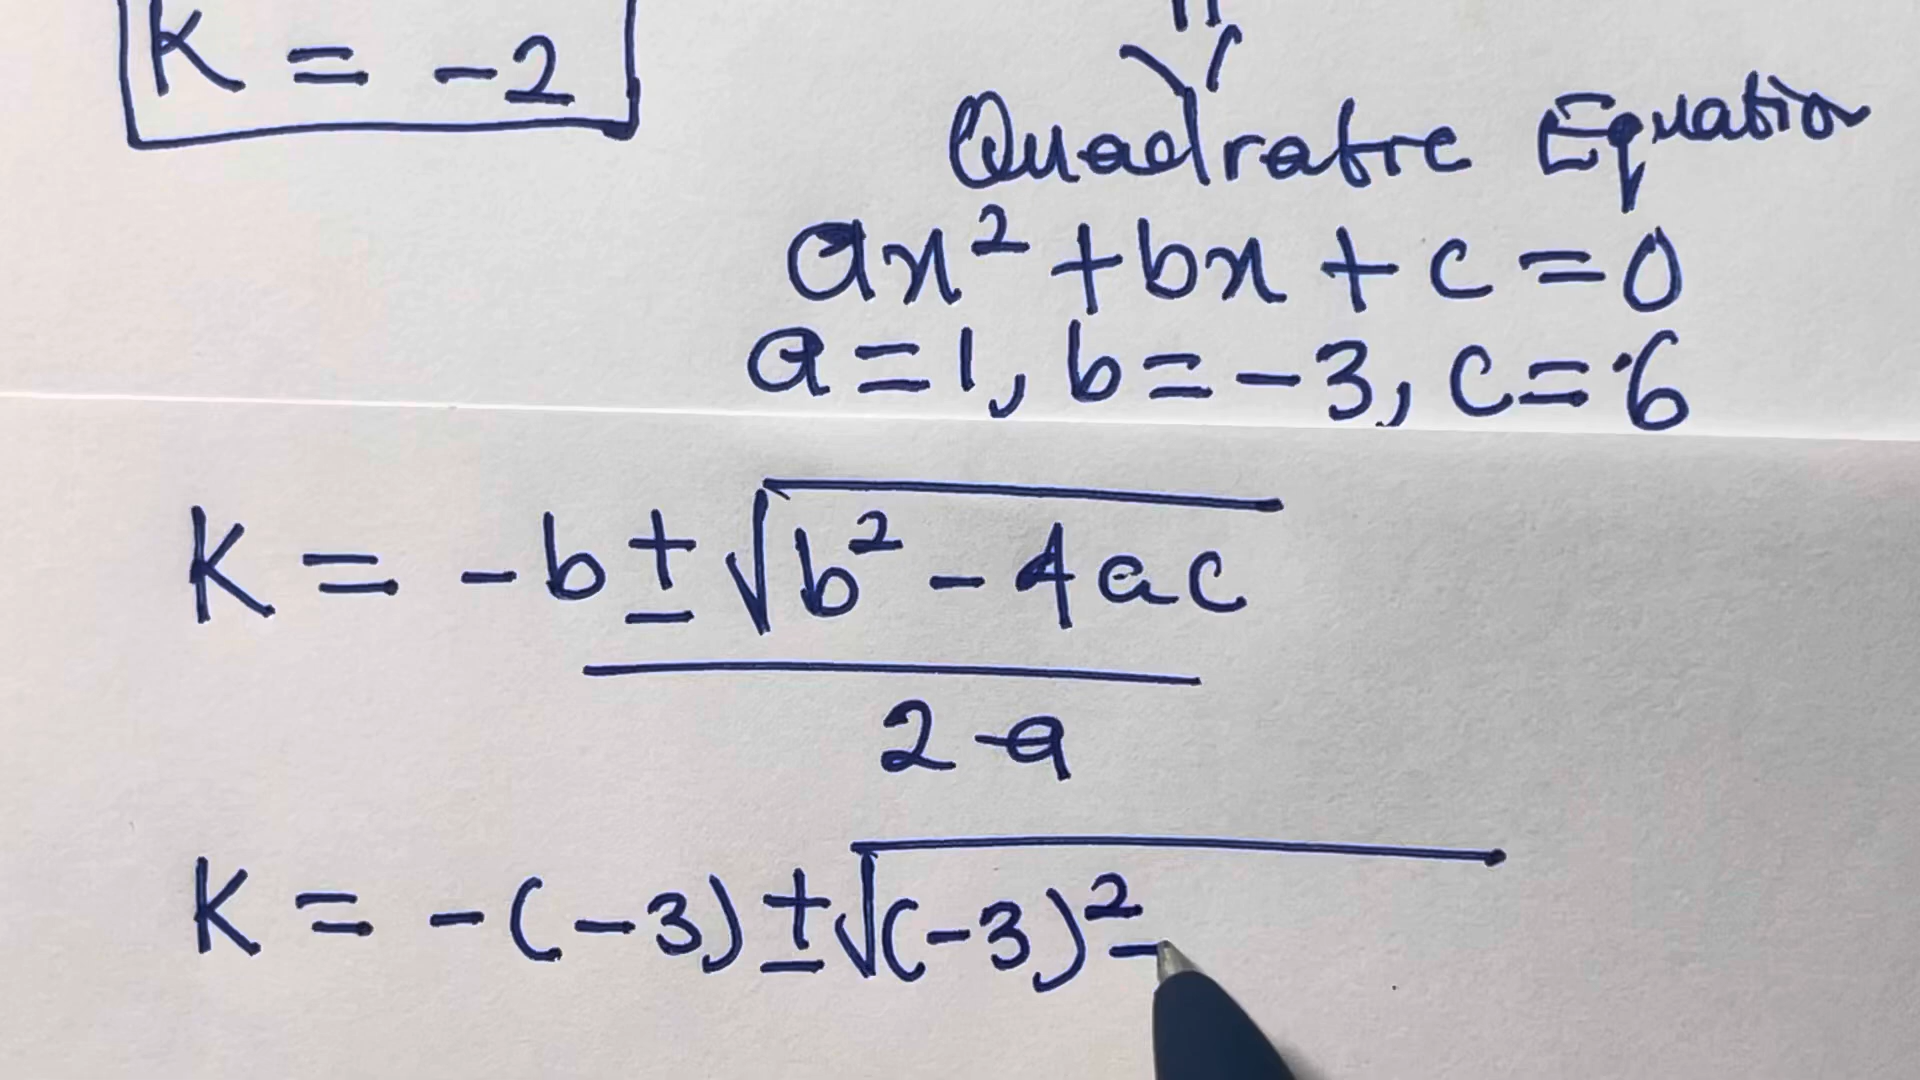 K = -2
Quadratic Equation
ax² + bx + c = 0
a = 1, b = -3, c = 6
K = -b ± √b² - 4ac
2a
K = -(-3) ± √(-3)² -